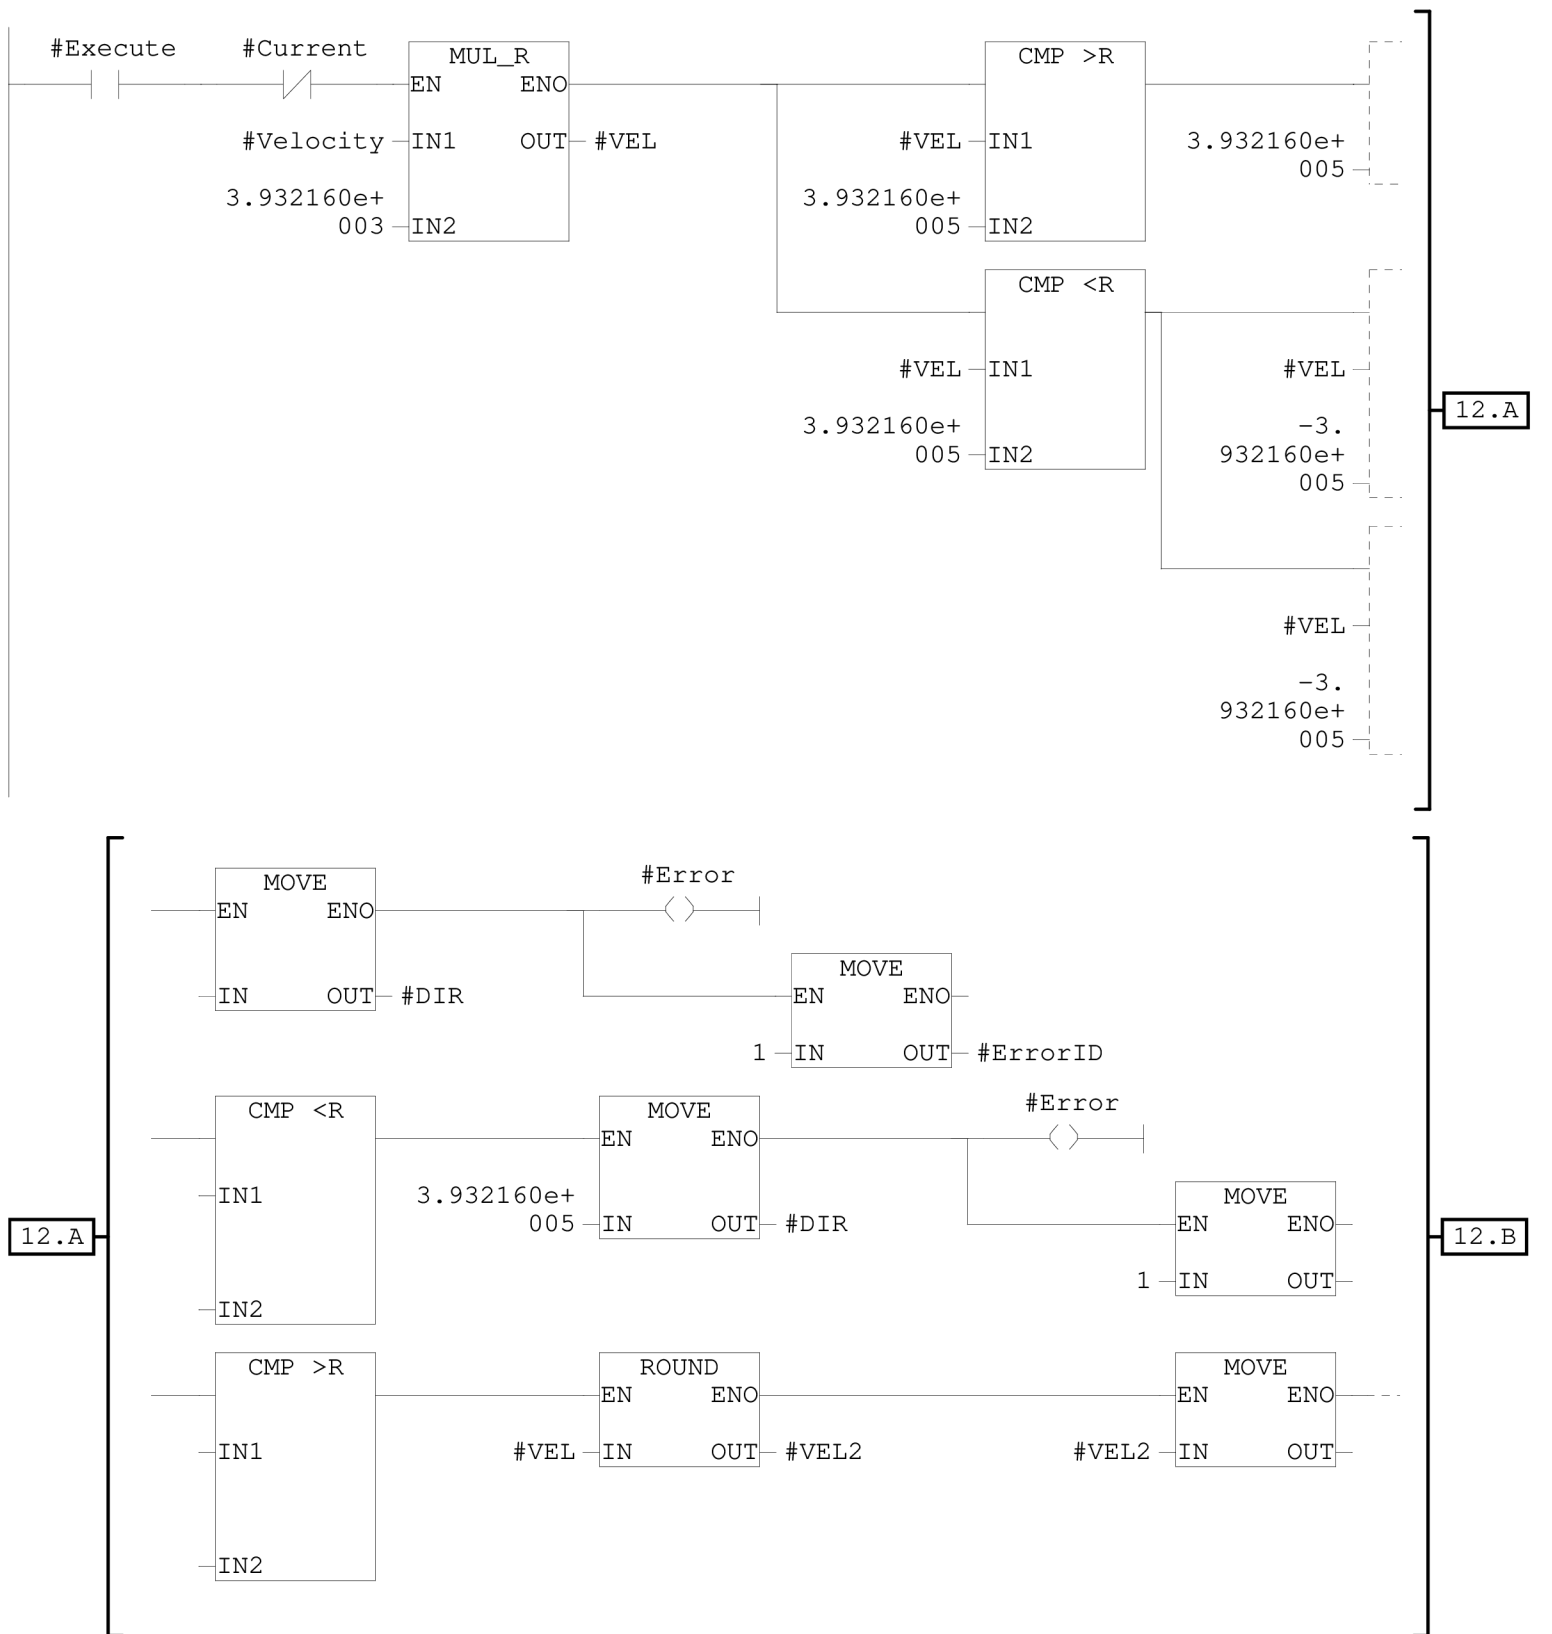 #Execute #Current MUL_R CMP >R
EN ENO
#Velocity IN1 OUT #VEL #VEL IN1 3.932160e+
005
3.932160e+ 3.932160e+
003 IN2 005 IN2
CMP <R
#VEL IN1 #VEL
12.A
3.932160e+ -3.
005 IN2 932160e+
005
#VEL
-3.
932160e+
005
MOVE #Error
EN ENO
MOVE
IN OUT #DIR EN ENO
1 IN OUT #ErrorID
CMP <R MOVE #Error
EN ENO
IN1 3.932160e+ MOVE
005 IN OUT #DIR EN ENO
12.A 12.B
1 IN OUT
IN2
CMP >R ROUND MOVE
EN ENO EN ENO
IN1 #VEL IN OUT #VEL2 #VEL2 IN OUT
IN2